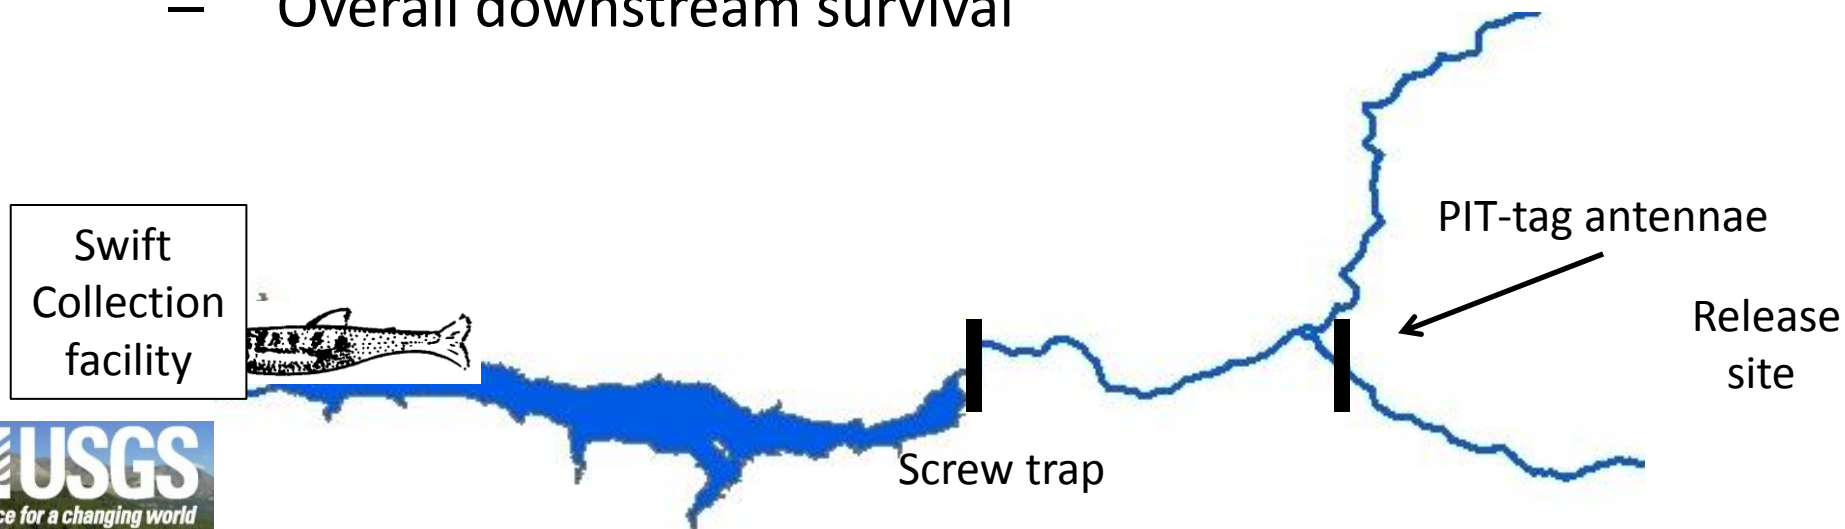 – Overall downstream survival
PIT-tag antennae
Swift
Collection
facility
Release
site
Screw trap
USGS
ce for a changing world